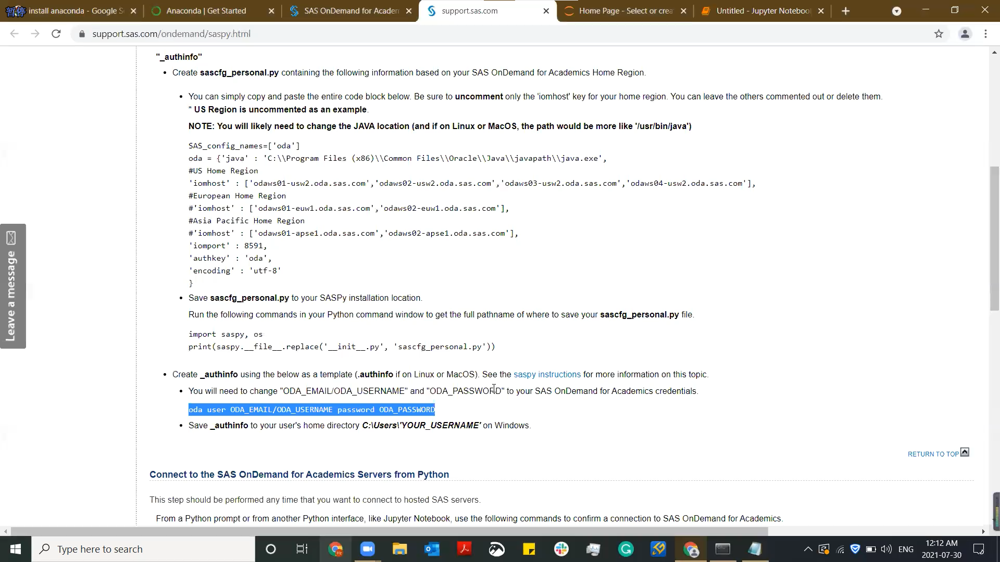 暂停
install anaconda - Google S
Anaconda | Get Started
SAS OnDemand for Academ
support.sas.com
Home Page - Select or crea
Untitled - Jupyter Noteboo
support.sas.com/ondemand/saspy.html
"_authinfo"
• Create sascfg_personal.py containing the following information based on your SAS OnDemand for Academics Home Region.
• You can simply copy and paste the entire code block below. Be sure to uncomment only the 'iomhost' key for your home region. You can leave the others commented out or delete them.
* US Region is uncommented as an example.
NOTE: You will likely need to change the JAVA location (and if on Linux or MacOS, the path would be more like '/usr/bin/java')
SAS_config_names=['oda']
oda = {'java' : 'C:\\Program Files (x86)\\Common Files\\Oracle\\Java\\javapath\\java.exe',
#US Home Region
'iomhost' : ['odaws01-usw2.oda.sas.com','odaws02-usw2.oda.sas.com','odaws03-usw2.oda.sas.com','odaws04-usw2.oda.sas.com'],
#European Home Region
#'iomhost' : ['odaws01-euw1.oda.sas.com','odaws02-euw1.oda.sas.com'],
#Asia Pacific Home Region
#'iomhost' : ['odaws01-apse1.oda.sas.com','odaws02-apse1.oda.sas.com'],
'iomport' : 8591,
'authkey' : 'oda',
'encoding' : 'utf-8'
}
• Save sascfg_personal.py to your SASPy installation location.
Run the following commands in your Python command window to get the full pathname of where to save your sascfg_personal.py file.
import saspy, os
print(saspy.__file__.replace('__init__.py', 'sascfg_personal.py'))
• Create _authinfo using the below as a template (.authinfo if on Linux or MacOS). See the saspy instructions for more information on this topic.
• You will need to change "ODA_EMAIL/ODA_USERNAME" and "ODA_PASSWORD" to your SAS OnDemand for Academics credentials.
oda user ODA_EMAIL/ODA_USERNAME password ODA_PASSWORD
• Save _authinfo to your user's home directory C:\Users\'YOUR_USERNAME' on Windows.
RETURN TO TOP
Connect to the SAS OnDemand for Academics Servers from Python
This step should be performed any time that you want to connect to hosted SAS servers.
From a Python prompt or from another Python interface, like Jupyter Notebook, use the following commands to confirm a connection to SAS OnDemand for Academics.
Leave a message
Type here to search
ENG
12:12 AM
2021-07-30